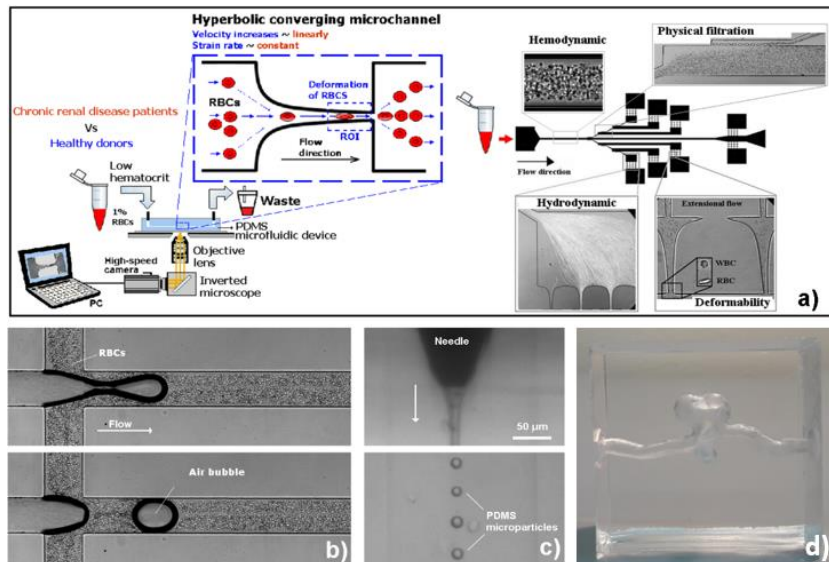 Hyperbolic converging microchannel
Velocity increases ~ linearly
Strain rate ~ constant
RBCs
Deformation
of RBCS
ROI
Flow
direction
Chronic renal disease patients
Vs
Healthy donors
Low
hematocrit
1%
RBCs
Waste
PDMS
microfluidic device
Objective
lens
High-speed
camera
Inverted
microscope
PC
Hemodynamic
Physical filtration
Flow direction
Hydrodynamic
Extensional flow
WBC
RBC
Deformability
a)
RBCs
Flow
Air bubble
b)
Needle
50 µm
PDMS
microparticles
c)
d)